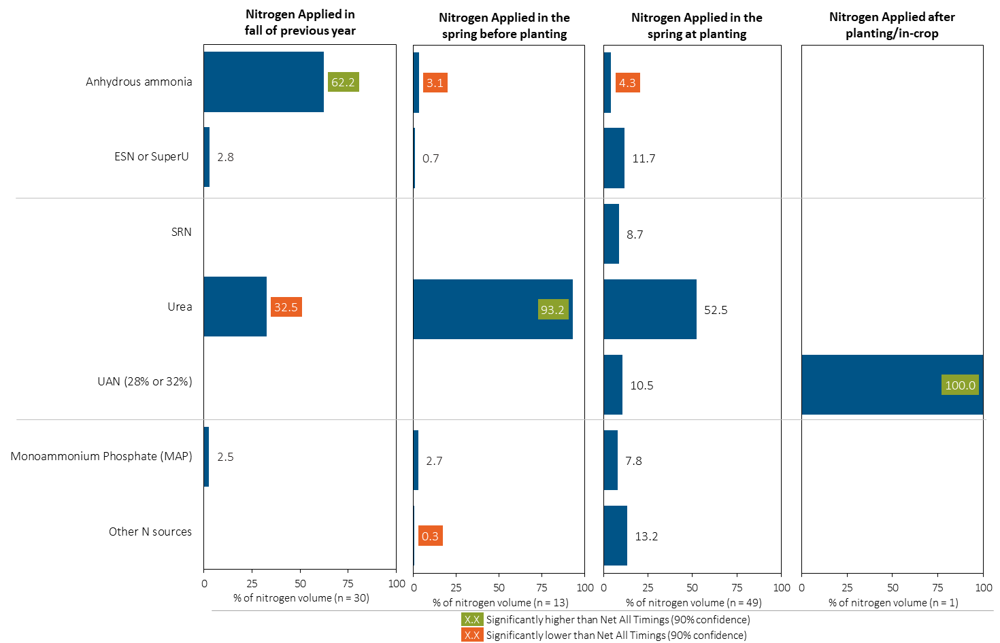 Nitrogen Applied in
fall of previous year
Nitrogen Applied in the
spring before planting
Nitrogen Applied in the
spring at planting
Nitrogen Applied after
planting/in-crop
Anhydrous ammonia
62.2
3.1
4.3
ESN or SuperU
2.8
0.7
11.7
SRN
8.7
Urea
32.5
93.2
52.5
UAN (28% or 32%)
10.5
100.0
Monoammonium Phosphate (MAP)
2.5
2.7
7.8
Other N sources
0.3
13.2
0 25 50 75 100
0 25 50 75 100
0 25 50 75 100
0 25 50 75 100
% of nitrogen volume (n = 30)
% of nitrogen volume (n = 13)
% of nitrogen volume (n = 49)
% of nitrogen volume (n = 1)
X.X Significantly higher than Net All Timings (90% confidence)
X.X Significantly lower than Net All Timings (90% confidence)